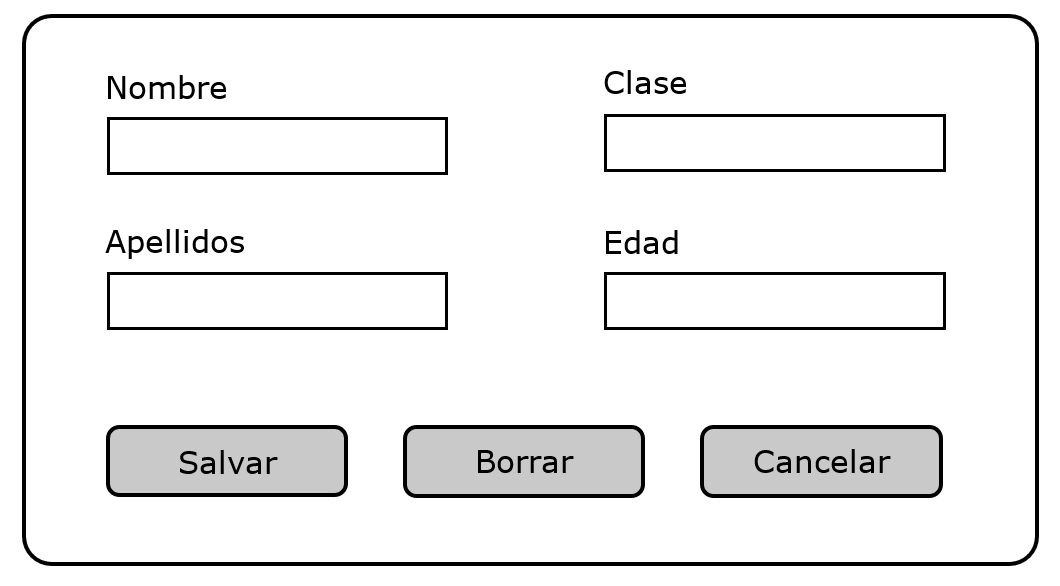 Nombre
Clase
Apellidos
Edad
Salvar
Borrar
Cancelar